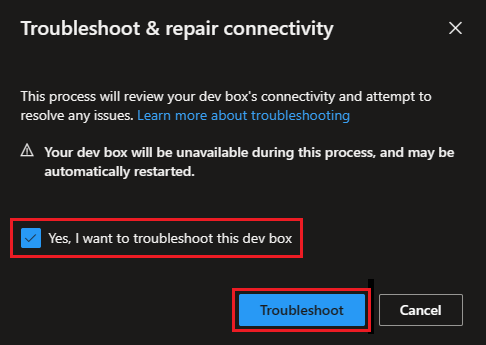 Troubleshoot & repair connectivity
This process will review your dev box's connectivity and attempt to
resolve any issues. Learn more about troubleshooting
Your dev box will be unavailable during this process, and may be
automatically restarted.
Yes, I want to troubleshoot this dev box
Troubleshoot
Cancel